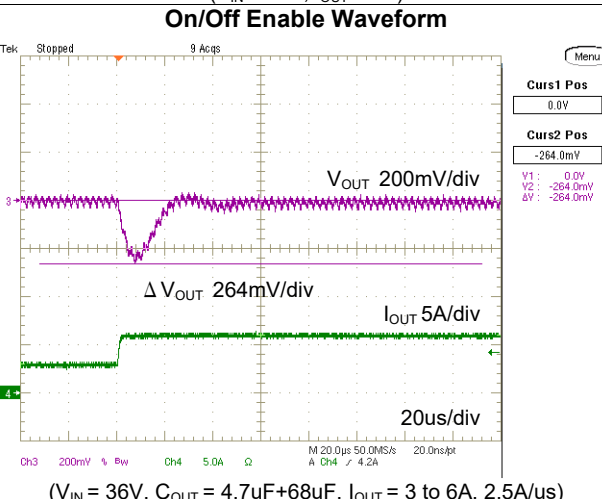 On/Off Enable Waveform
Tek Stopped 9 Acqs
Menu
Curs1 Pos
0.0V
Curs2 Pos
-264.0mV
V1 : 0.0V
V2 : -264.0mV
ΔV : -264.0mV
3
VOUT 200mV/div
Δ VOUT 264mV/div
IOUT 5A/div
4
20us/div
Ch3 200mV % BW Ch4 5.0A Ω
M 20.0µs 50.0MS/s 20.0ns/pt
A Ch4 / 4.2A
(VIN = 36V, COUT = 4.7uF+68uF, IOUT = 3 to 6A, 2.5A/us)